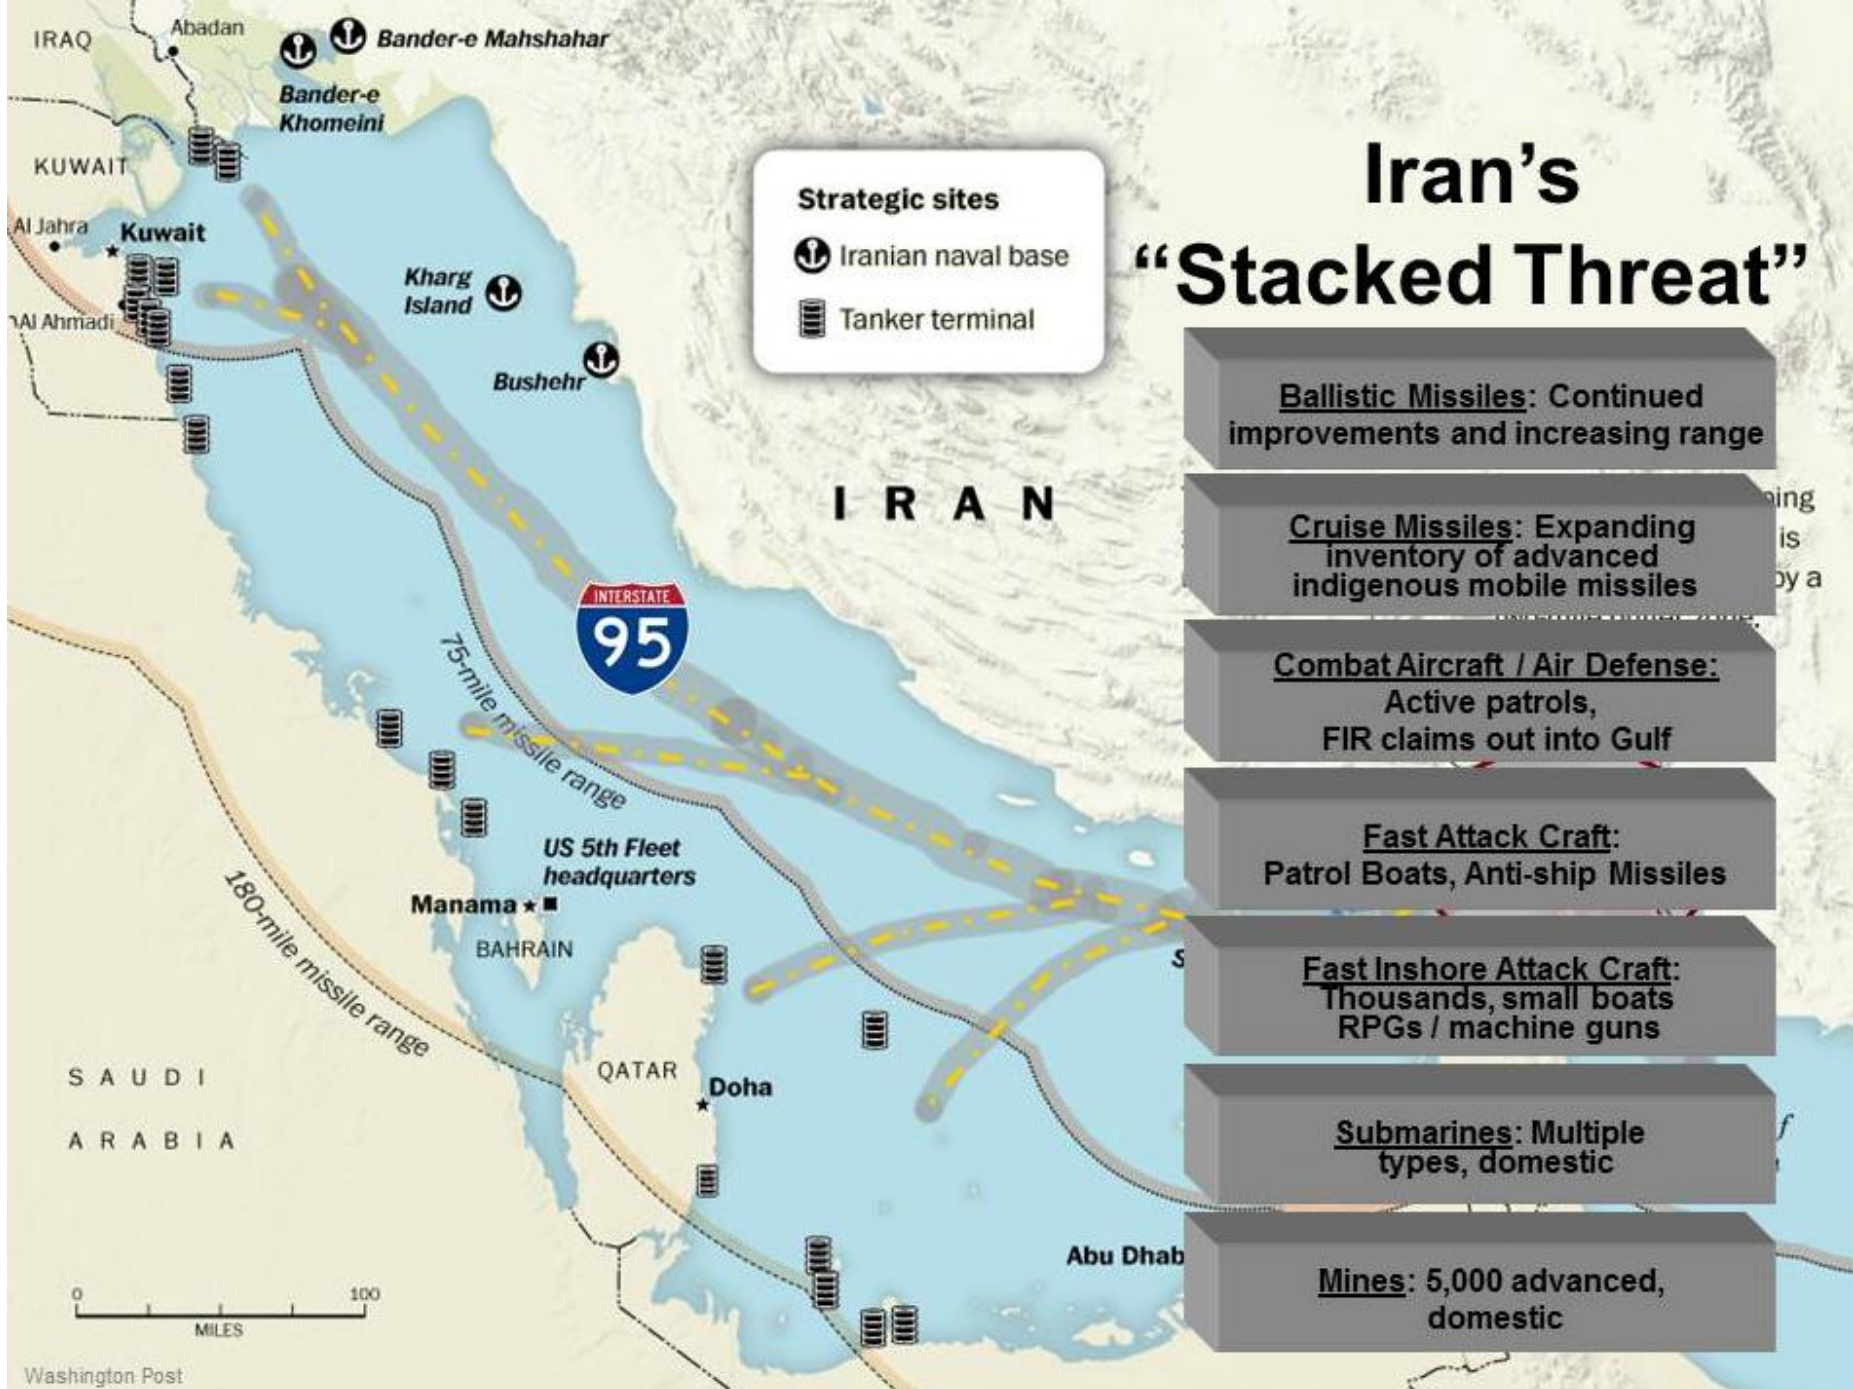 IRAQ
Abadan
Bander-e Mahshahar
Bander-e
Khomeini
KUWAIT
Al Jahra
Kuwait
Al Ahmadi
Kharg
Island
Bushehr
Strategic sites
Iranian naval base
Tanker terminal
Iran’s
“Stacked Threat”
Ballistic Missiles: Continued
improvements and increasing range
Cruise Missiles: Expanding
inventory of advanced
indigenous mobile missiles
is
by a
Combat Aircraft / Air Defense:
Active patrols,
FIR claims out into Gulf
Fast Attack Craft:
Patrol Boats, Anti-ship Missiles
Fast Inshore Attack Craft:
Thousands, small boats
RPGs / machine guns
Submarines: Multiple
types, domestic
Mines: 5,000 advanced,
domestic
IRAN
INTERSTATE
95
75-mile missile range
180-mile missile range
US 5th Fleet
headquarters
Manama
BAHRAIN
QATAR
Doha
SAUDI
ARABIA
Abu Dhab
0 100
MILES
Washington Post